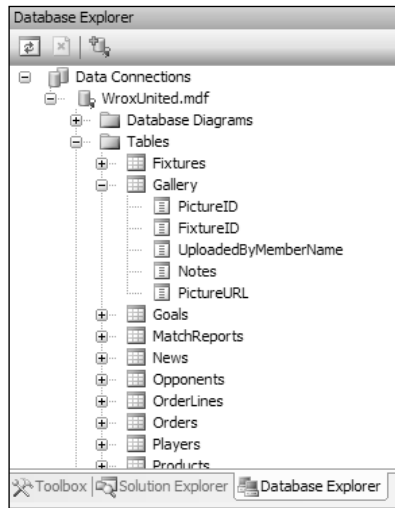 Database Explorer
Data Connections
WroxUnited.mdf
Database Diagrams
Tables
Fixtures
Gallery
PictureID
FixtureID
UploadedByMemberName
Notes
PictureURL
Goals
MatchReports
News
Opponents
OrderLines
Orders
Players
Products
Toolbox Solution Explorer Database Explorer